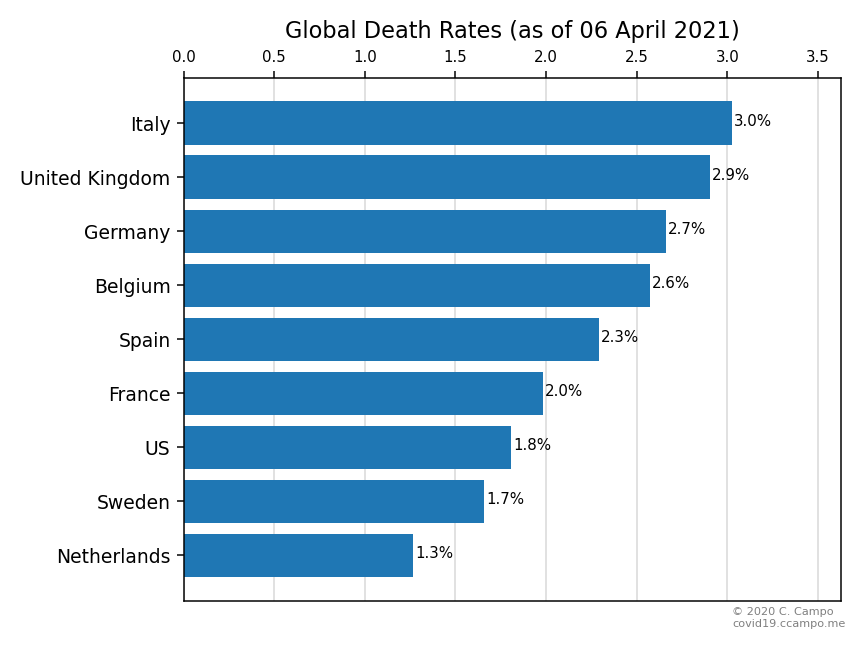 Global Death Rates (as of 06 April 2021)
0.0 0.5 1.0 1.5 2.0 2.5 3.0 3.5
Italy 3.0%
United Kingdom 2.9%
Germany 2.7%
Belgium 2.6%
Spain 2.3%
France 2.0%
US 1.8%
Sweden 1.7%
Netherlands 1.3%
© 2020 C. Campo
covid19.ccampo.me